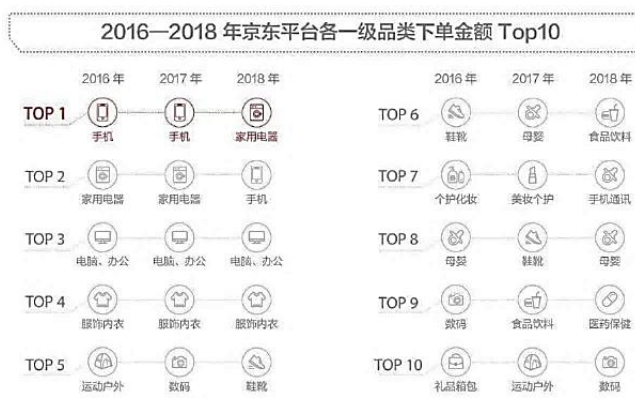 2016—2018 年京东平台各一级品类下单金额 Top10
2016 年 2017 年 2018 年
TOP 1 手机 手机 家用电器
TOP 2 家用电器 家用电器 手机
TOP 3 电脑、办公 电脑、办公 电脑、办公
TOP 4 服饰内衣 服饰内衣 服饰内衣
TOP 5 运动户外 数码 鞋靴
2016 年 2017 年 2018 年
TOP 6 鞋靴 母婴 食品饮料
TOP 7 个护化妆 美妆个护 手机通讯
TOP 8 母婴 鞋靴 母婴
TOP 9 数码 食品饮料 医药保健
TOP 10 礼品箱包 运动户外 数码